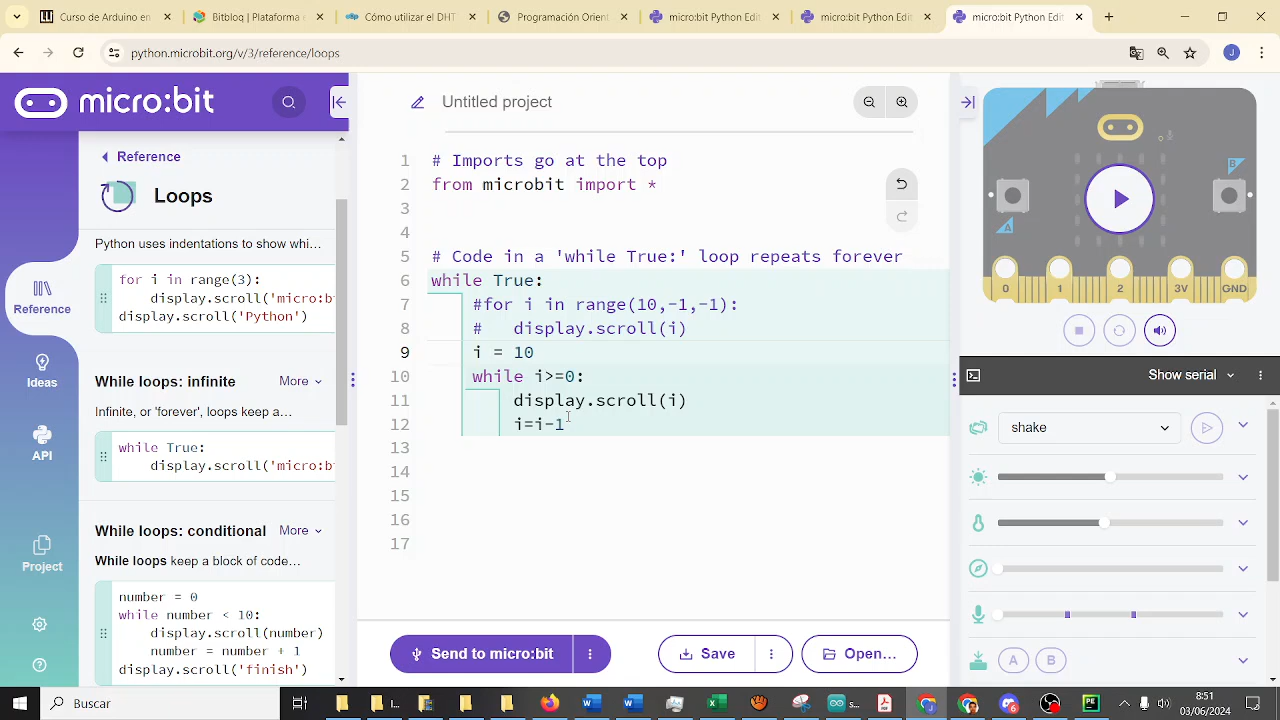 Curso de Arduino en
Bitbloq | Plataforma
Cómo utilizar el DHT
Programación Orient
microbit Python Edit
microbit Python Edit
micro:bit Python Edit
python.microbit.org/v/3/reference/loops
J
micro:bit
Reference
Loops
Python uses indentations to show whi...
for i in range(3):
display.scroll('micro:b
display.scroll('Python')
While loops: infinite
More
Infinite, or 'forever', loops keep a...
while True:
display.scroll('micro:b
While loops: conditional
More
While loops keep a block of code...
number = 0
while number < 10:
display.scroll(number)
number = number + 1
display.scroll('finish')
Reference
Ideas
API
Project
Untitled project
1 # Imports go at the top
2 from microbit import *
3
4
5 # Code in a 'while True:' loop repeats forever
6 while True:
7 #for i in range(10,-1,-1):
8 # display.scroll(i)
9 i = 10
10 while i>=0:
11 display.scroll(i)
12 i=i-1
13
14
15
16
17
Send to micro:bit
Save
Open...
A
B
0 1 2 3V GND
Show serial
shake
A B
Buscar
8:51
03/06/2024